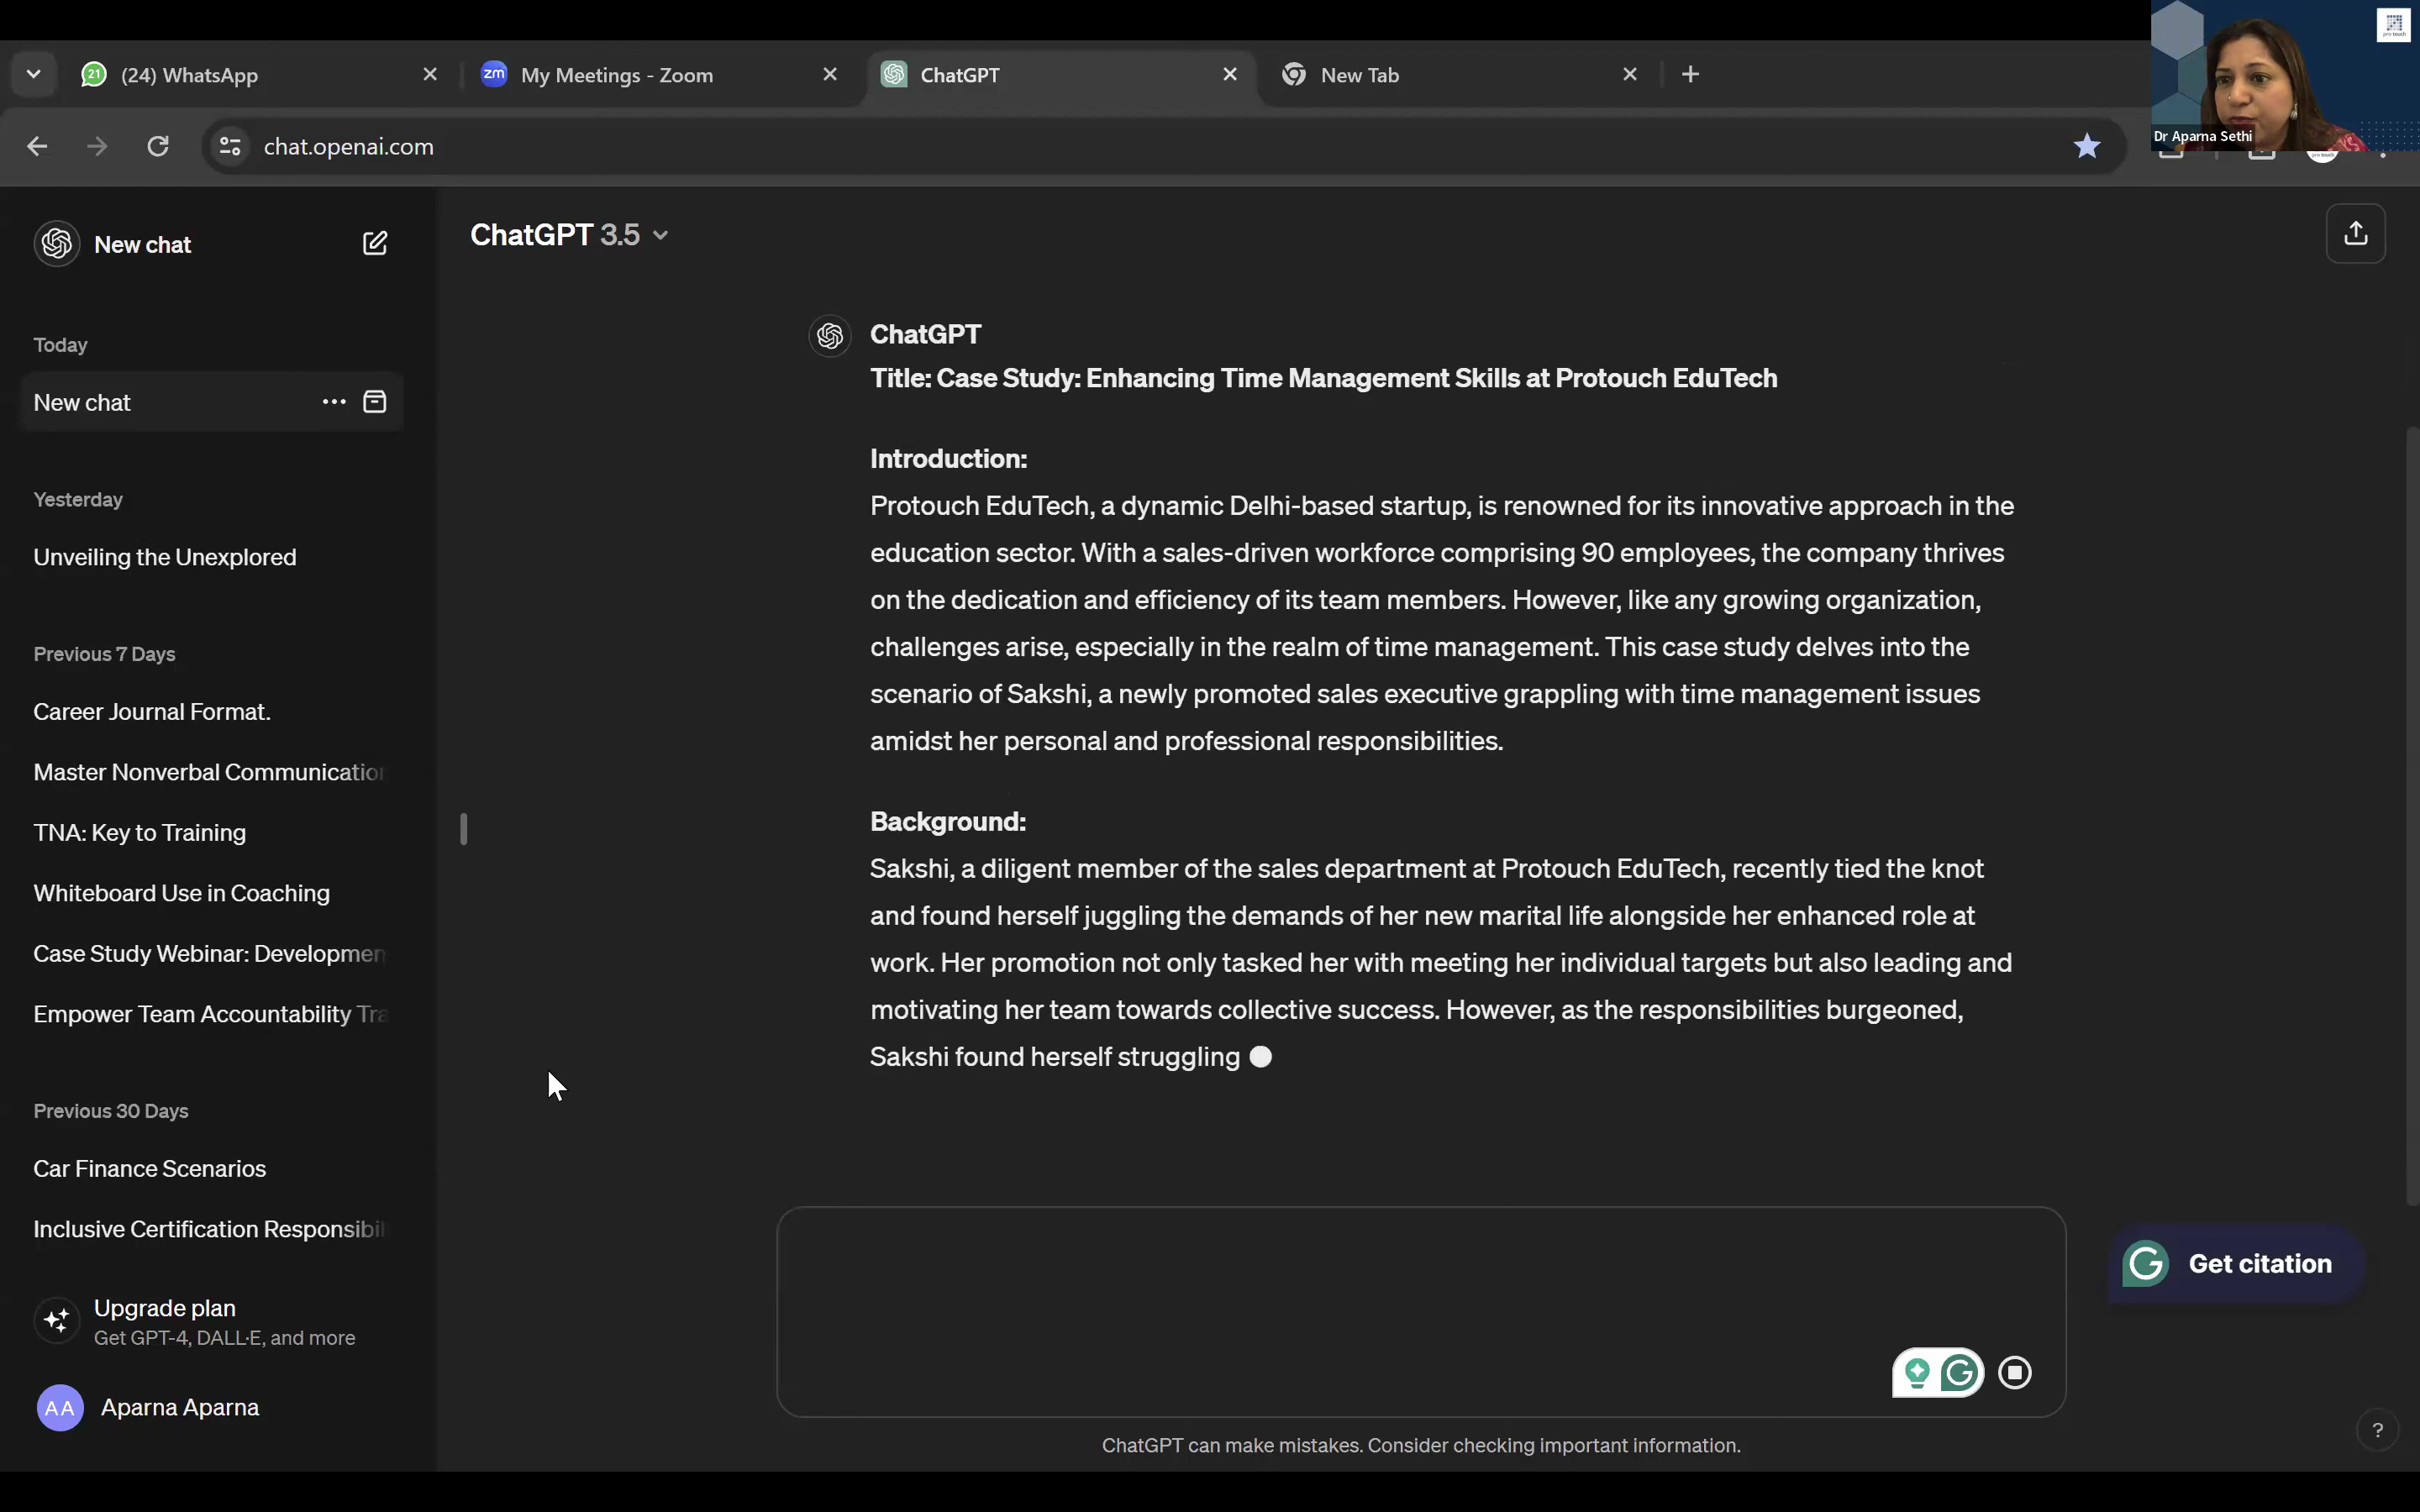 21
(24) WhatsApp
zm
My Meetings - Zoom
ChatGPT
New Tab
Dr Aparna Sethi
chat.openai.com
New chat
ChatGPT 3.5
Today
New chat
Yesterday
Unveiling the Unexplored
Previous 7 Days
Career Journal Format.
Master Nonverbal Communication
TNA: Key to Training
Whiteboard Use in Coaching
Case Study Webinar: Developmen
Empower Team Accountability Tra
Previous 30 Days
Car Finance Scenarios
Inclusive Certification Responsibil
Upgrade plan
Get GPT-4, DALL·E, and more
AA
Aparna Aparna
ChatGPT
Title: Case Study: Enhancing Time Management Skills at Protouch EduTech
Introduction:
Protouch EduTech, a dynamic Delhi-based startup, is renowned for its innovative approach in the
education sector. With a sales-driven workforce comprising 90 employees, the company thrives
on the dedication and efficiency of its team members. However, like any growing organization,
challenges arise, especially in the realm of time management. This case study delves into the
scenario of Sakshi, a newly promoted sales executive grappling with time management issues
amidst her personal and professional responsibilities.
Background:
Sakshi, a diligent member of the sales department at Protouch EduTech, recently tied the knot
and found herself juggling the demands of her new marital life alongside her enhanced role at
work. Her promotion not only tasked her with meeting her individual targets but also leading and
motivating her team towards collective success. However, as the responsibilities burgeoned,
Sakshi found herself struggling
G Get citation
G
ChatGPT can make mistakes. Consider checking important information.
?